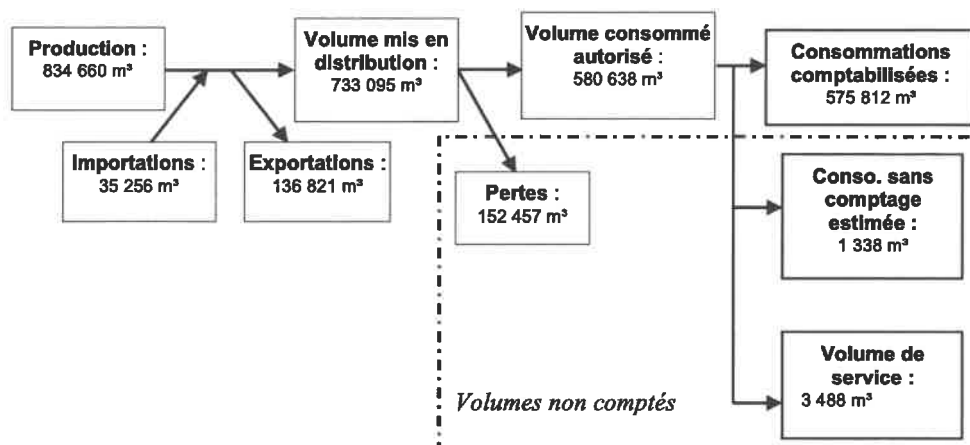 Production :
834 660 m³
Volume mis en
distribution :
733 095 m³
Volume consommé
autorisé :
580 638 m³
Consommations
comptabilisées :
575 812 m³
Importations :
35 256 m³
Exportations :
136 821 m³
Pertes :
152 457 m³
Conso. sans
comptage
estimée :
1 338 m³
Volume de
service :
3 488 m³
Volumes non comptés